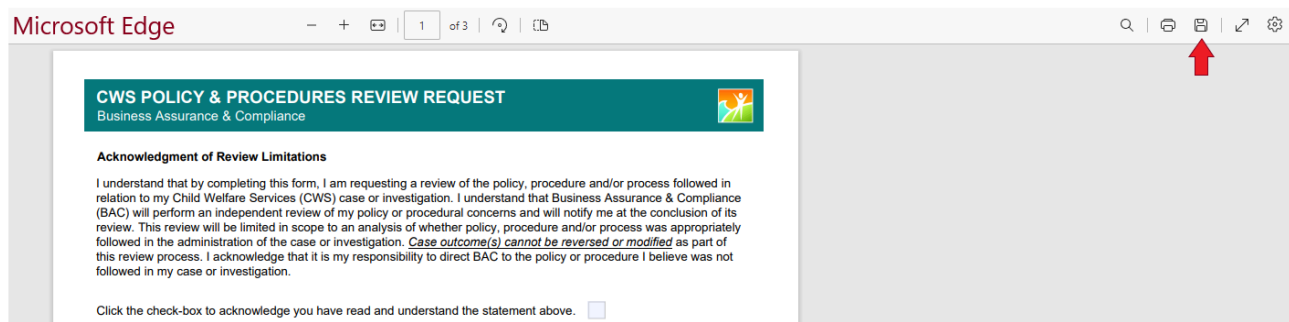 Microsoft Edge
1 of 3
CWS POLICY & PROCEDURES REVIEW REQUEST
Business Assurance & Compliance
Acknowledgment of Review Limitations
I understand that by completing this form, I am requesting a review of the policy, procedure and/or process followed in
relation to my Child Welfare Services (CWS) case or investigation. I understand that Business Assurance & Compliance
(BAC) will perform an independent review of my policy or procedural concerns and will notify me at the conclusion of its
review. This review will be limited in scope to an analysis of whether policy, procedure and/or process was appropriately
followed in the administration of the case or investigation. Case outcome(s) cannot be reversed or modified as part of
this review process. I acknowledge that it is my responsibility to direct BAC to the policy or procedure I believe was not
followed in my case or investigation.
Click the check-box to acknowledge you have read and understand the statement above.